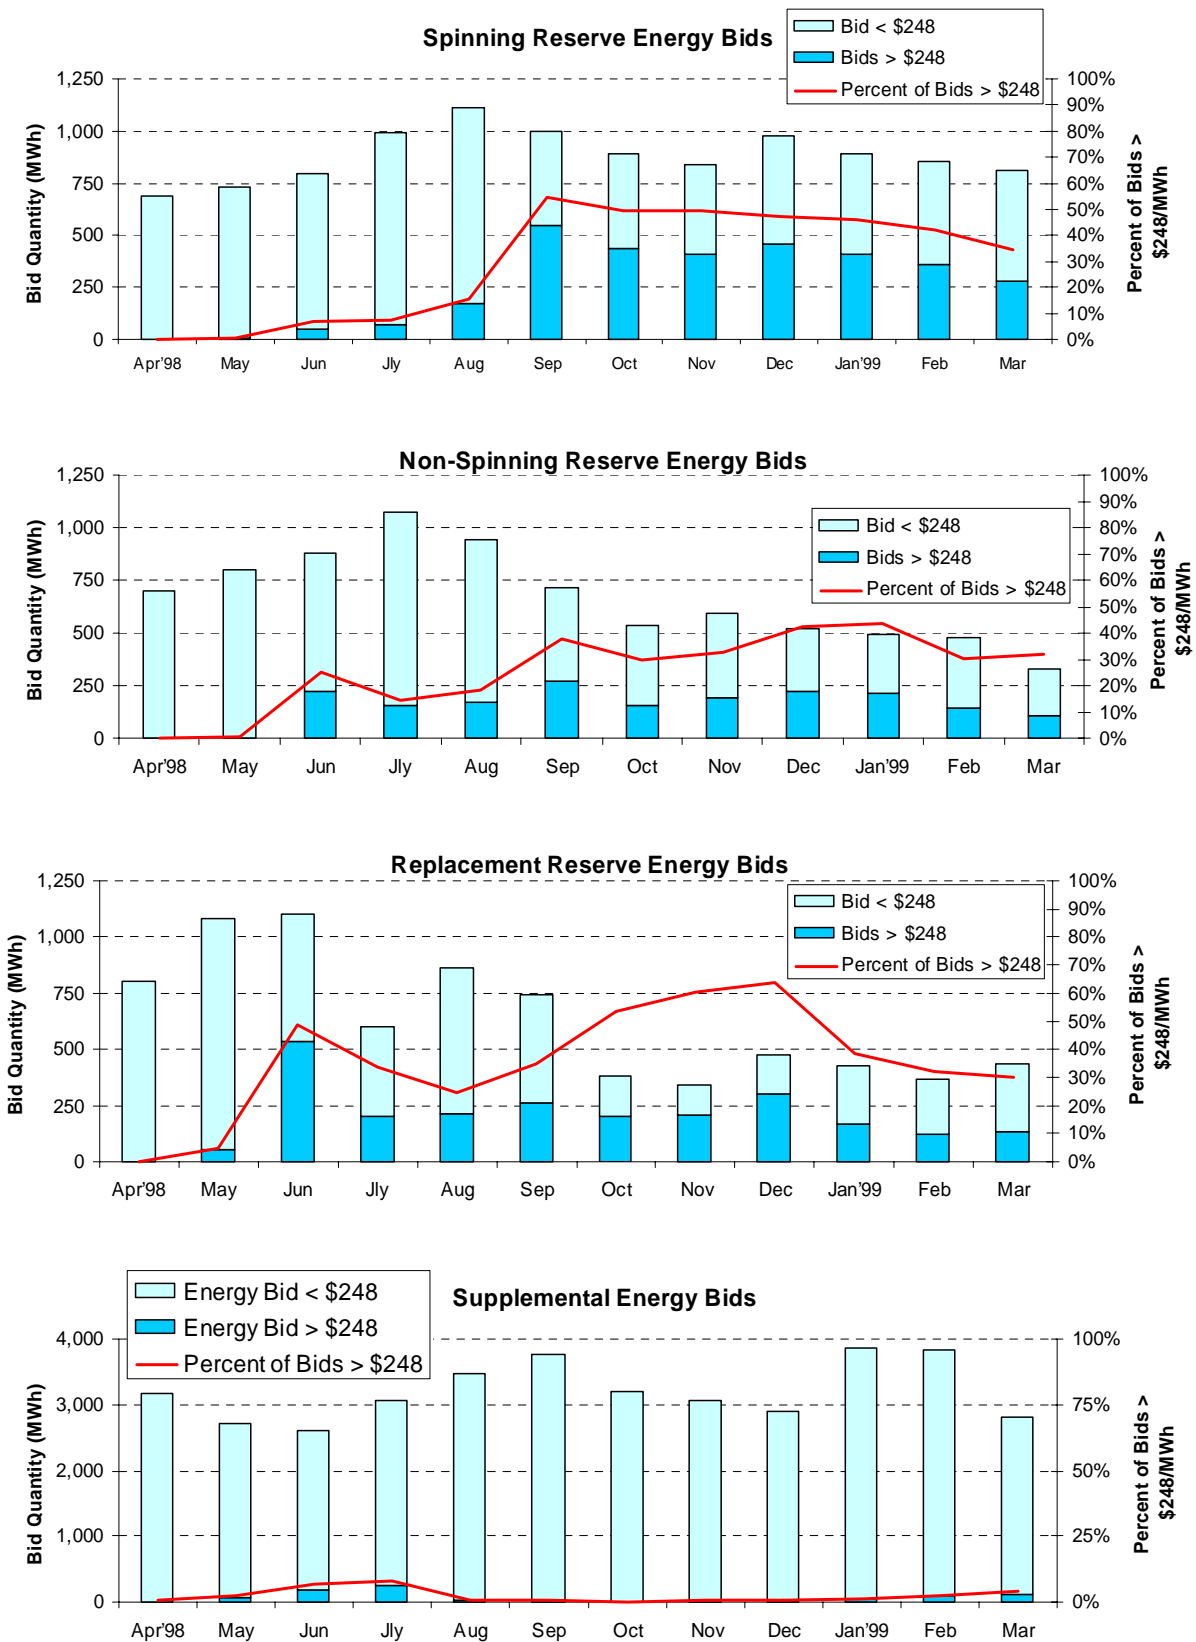 Spinning Reserve Energy Bids
Bid < $248
Bids > $248
Percent of Bids > $248
Bid Quantity (MWh)
1,250
1,000
750
500
250
0
100%
90%
80%
70%
60%
50%
40%
30%
20%
10%
0%
Percent of Bids >
$248/MWh
Apr'98 May Jun Jly Aug Sep Oct Nov Dec Jan'99 Feb Mar
Non-Spinning Reserve Energy Bids
Bid < $248
Bids > $248
Percent of Bids > $248
Bid Quantity (MWh)
1,250
1,000
750
500
250
0
100%
90%
80%
70%
60%
50%
40%
30%
20%
10%
0%
Percent of Bids >
$248/MWh
Apr'98 May Jun Jly Aug Sep Oct Nov Dec Jan'99 Feb Mar
Replacement Reserve Energy Bids
Bid < $248
Bids > $248
Percent of Bids > $248
Bid Quantity (MWh)
1,250
1,000
750
500
250
0
100%
90%
80%
70%
60%
50%
40%
30%
20%
10%
0%
Percent of Bids >
$248/MWh
Apr'98 May Jun Jly Aug Sep Oct Nov Dec Jan'99 Feb Mar
Energy Bid < $248
Energy Bid > $248
Percent of Bids > $248
Supplemental Energy Bids
Bid Quantity (MWh)
4,000
3,000
2,000
1,000
0
100%
75%
50%
25%
0%
Percent of Bids >
$248/MWh
Apr'98 May Jun Jly Aug Sep Oct Nov Dec Jan'99 Feb Mar